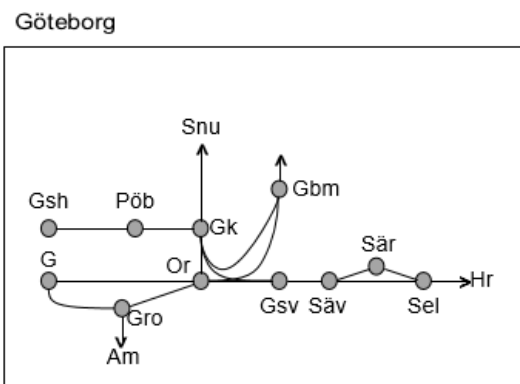 Göteborg
Snu
Gsh
Pöb
Gk
Gbm
G
Or
Sär
Hr
Gro
Gsv
Säv
Sel
Am